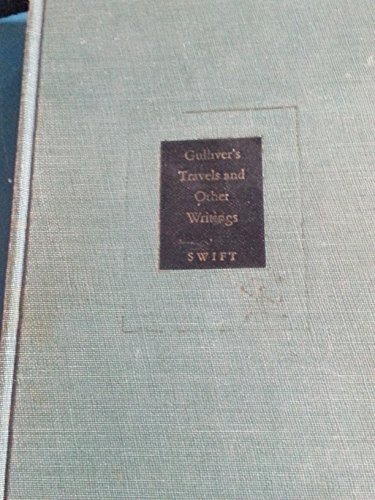 Gulliver's
Travels and
Other
Writings
SWIFT